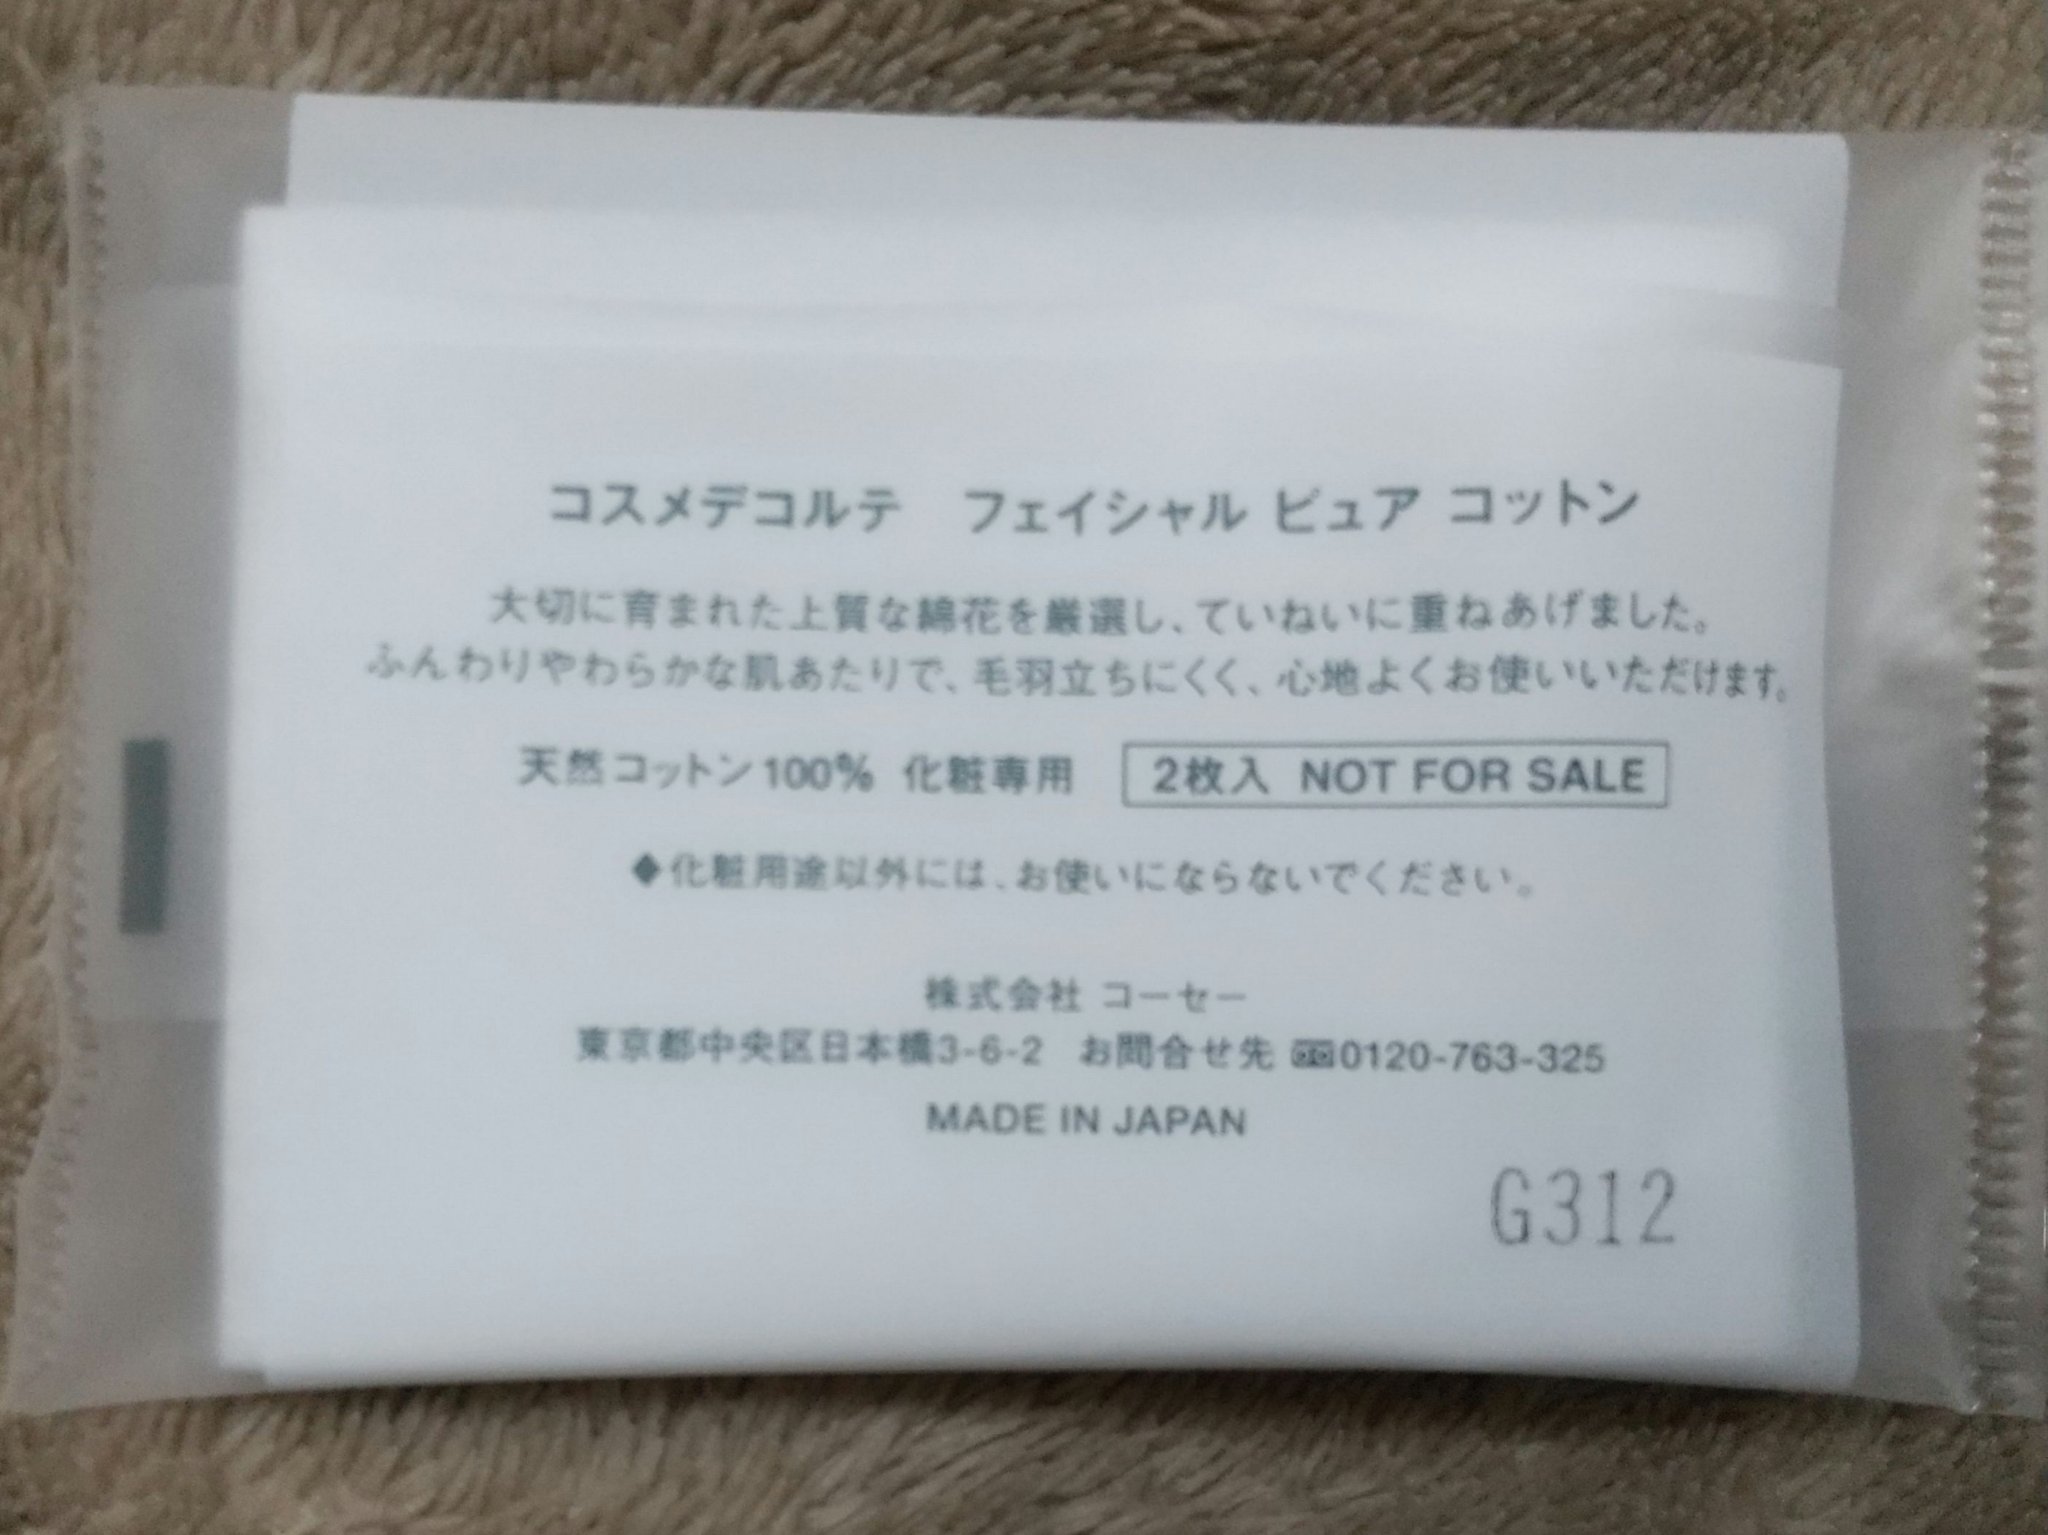 コスメデコルテ　フェイシャル ピュア コットン
大切に育まれた上質な綿花を厳選し、ていねいに重ねあげました。
ふんわりやわらかな肌あたりで、毛羽立ちにくく、心地よくお使いいただけます。
天然コットン100% 化粧専用 2枚入 NOT FOR SALE
◆化粧用途以外には、お使いにならないでください。
株式会社 コーセー
東京都中央区日本橋3-6-2 お問合せ先 0120-763-325
MADE IN JAPAN
G312